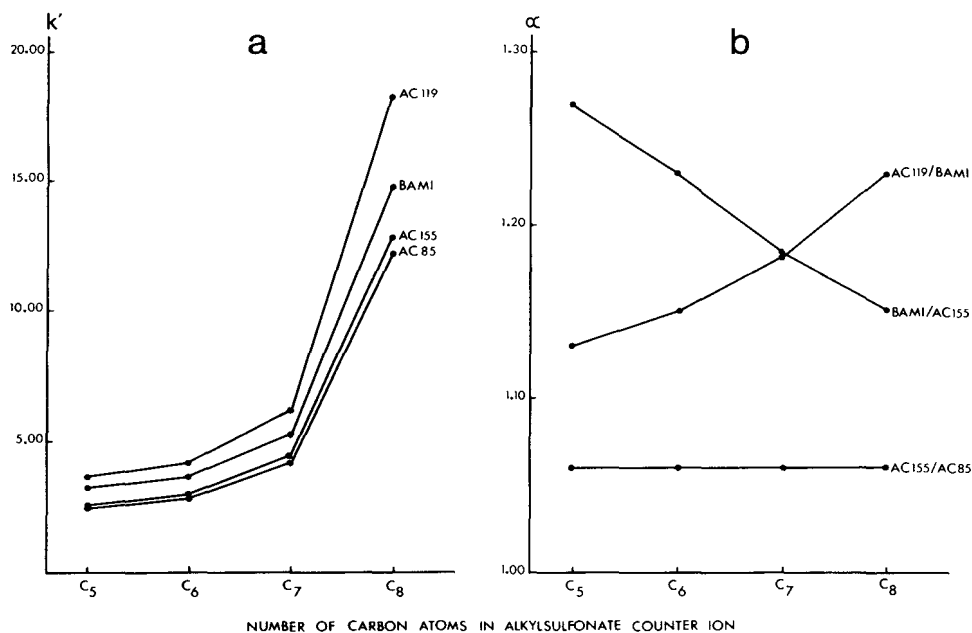 k'
a
20.00
15.00
10.00
5.00
AC 119
BAMI
AC 155
AC 85
C5
C6
C7
C8
∝
b
1.30
1.20
1.10
1.00
AC119/BAMI
BAMI/AC155
AC155/AC85
C5
C6
C7
C8
NUMBER OF CARBON ATOMS IN ALKYLSULFONATE COUNTER ION